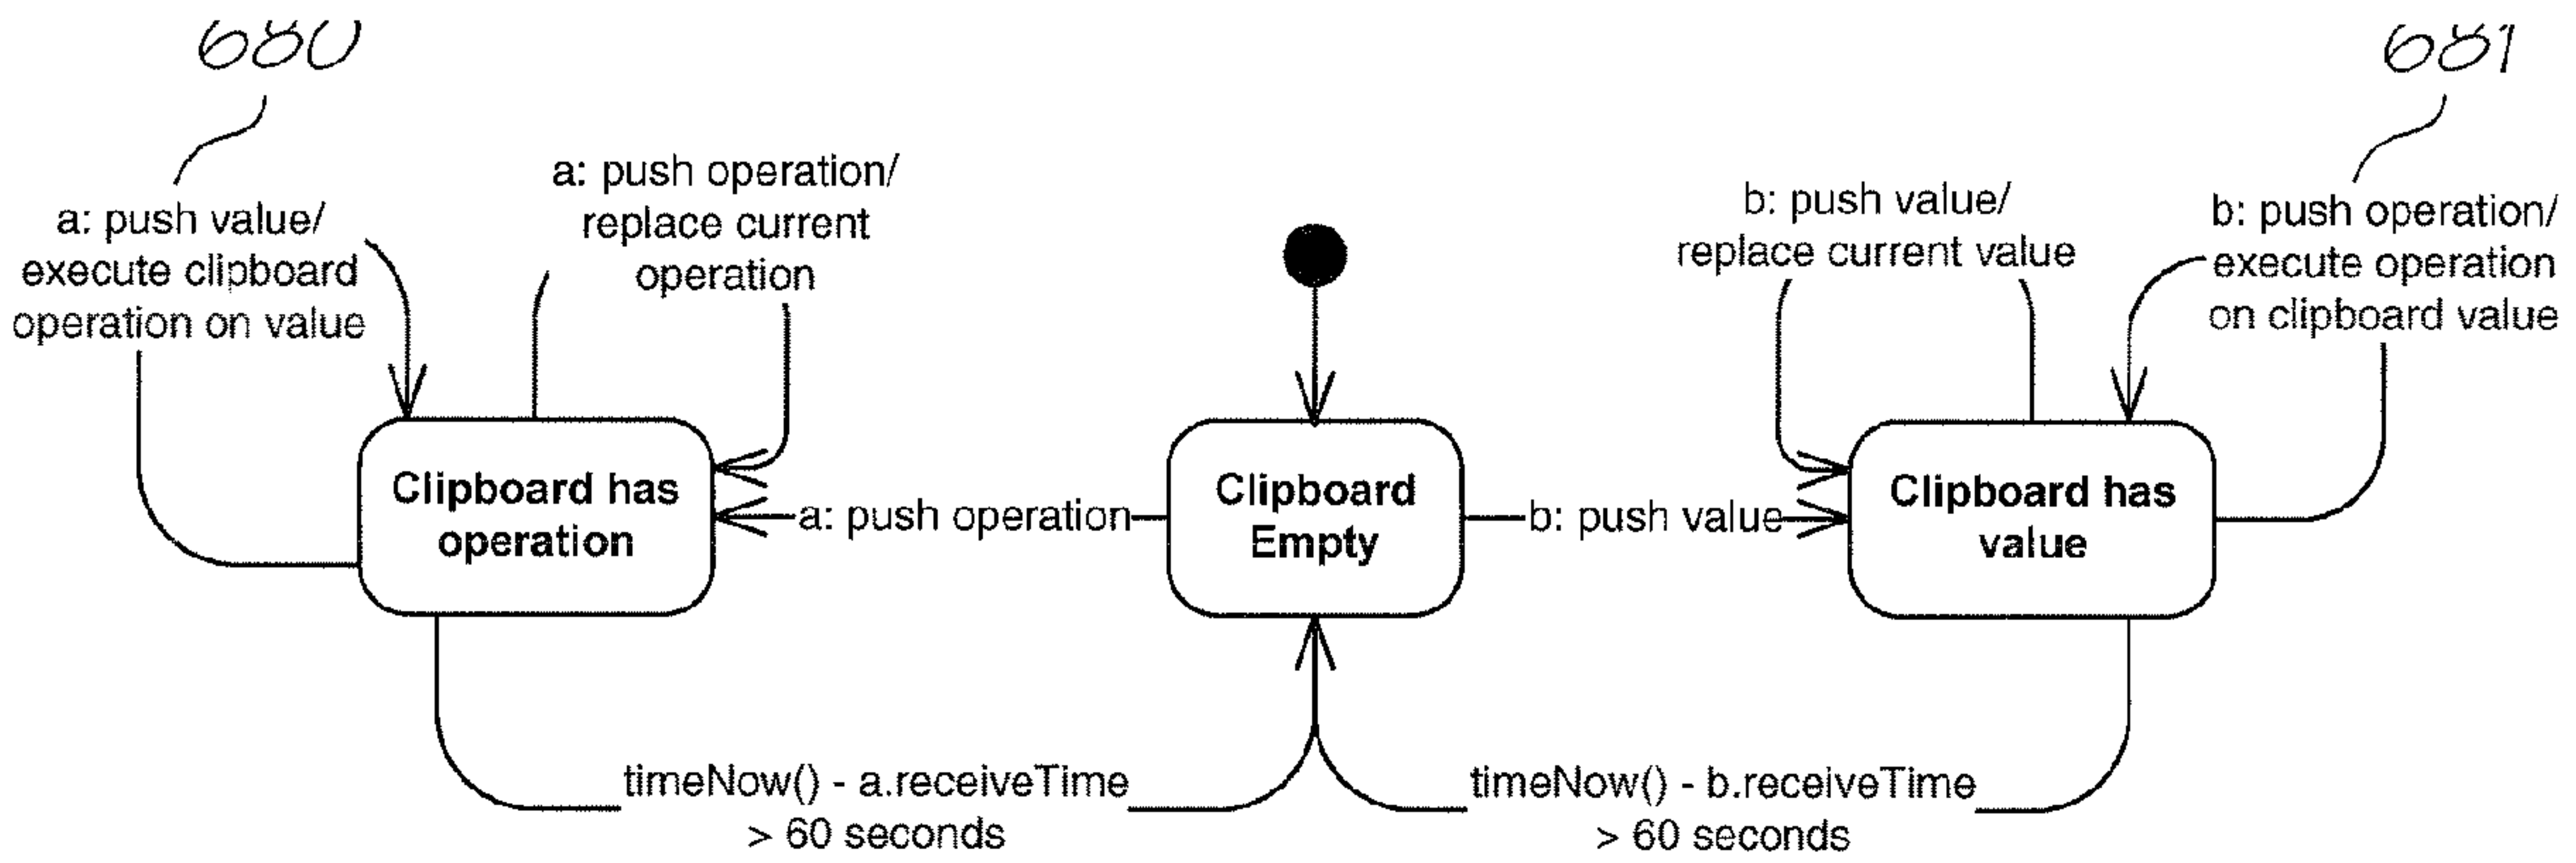 680
681
a: push value/
execute clipboard
operation on value
a: push operation/
replace current
operation
b: push value/
replace current value
b: push operation/
execute operation
on clipboard value
Clipboard has
operation
a: push operation
Clipboard
Empty
b: push value
Clipboard has
value
timeNow() - a.receiveTime
> 60 seconds
timeNow() - b.receiveTime
> 60 seconds